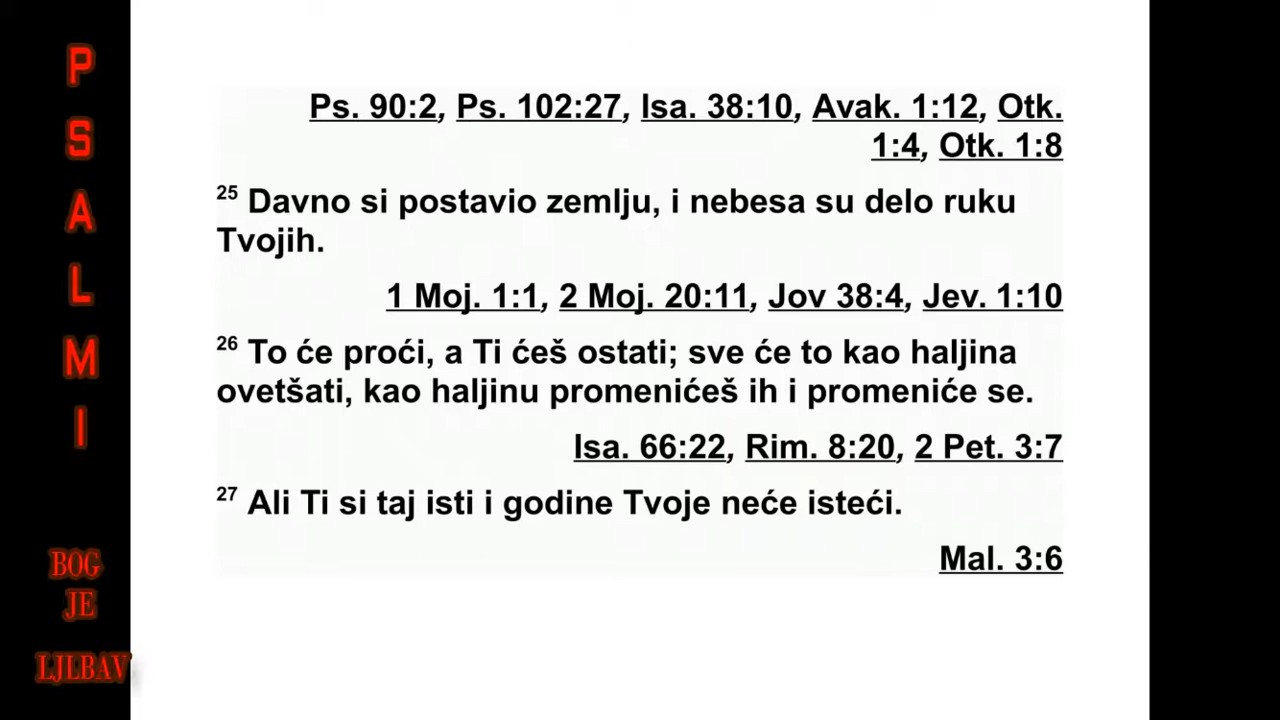 P
S
A
L
M
I
BOG
JE
LJLBAV
Ps. 90:2, Ps. 102:27, Isa. 38:10, Avak. 1:12, Otk.
1:4, Otk. 1:8
25 Davno si postavio zemlju, i nebesa su delo ruku
Tvojih.
1 Moj. 1:1, 2 Moj. 20:11, Jov 38:4, Jev. 1:10
26 To će proći, a Ti ćeš ostati; sve će to kao haljina
ovetšati, kao haljinu promenićeš ih i promeniće se.
Isa. 66:22, Rim. 8:20, 2 Pet. 3:7
27 Ali Ti si taj isti i godine Tvoje neće isteći.
Mal. 3:6